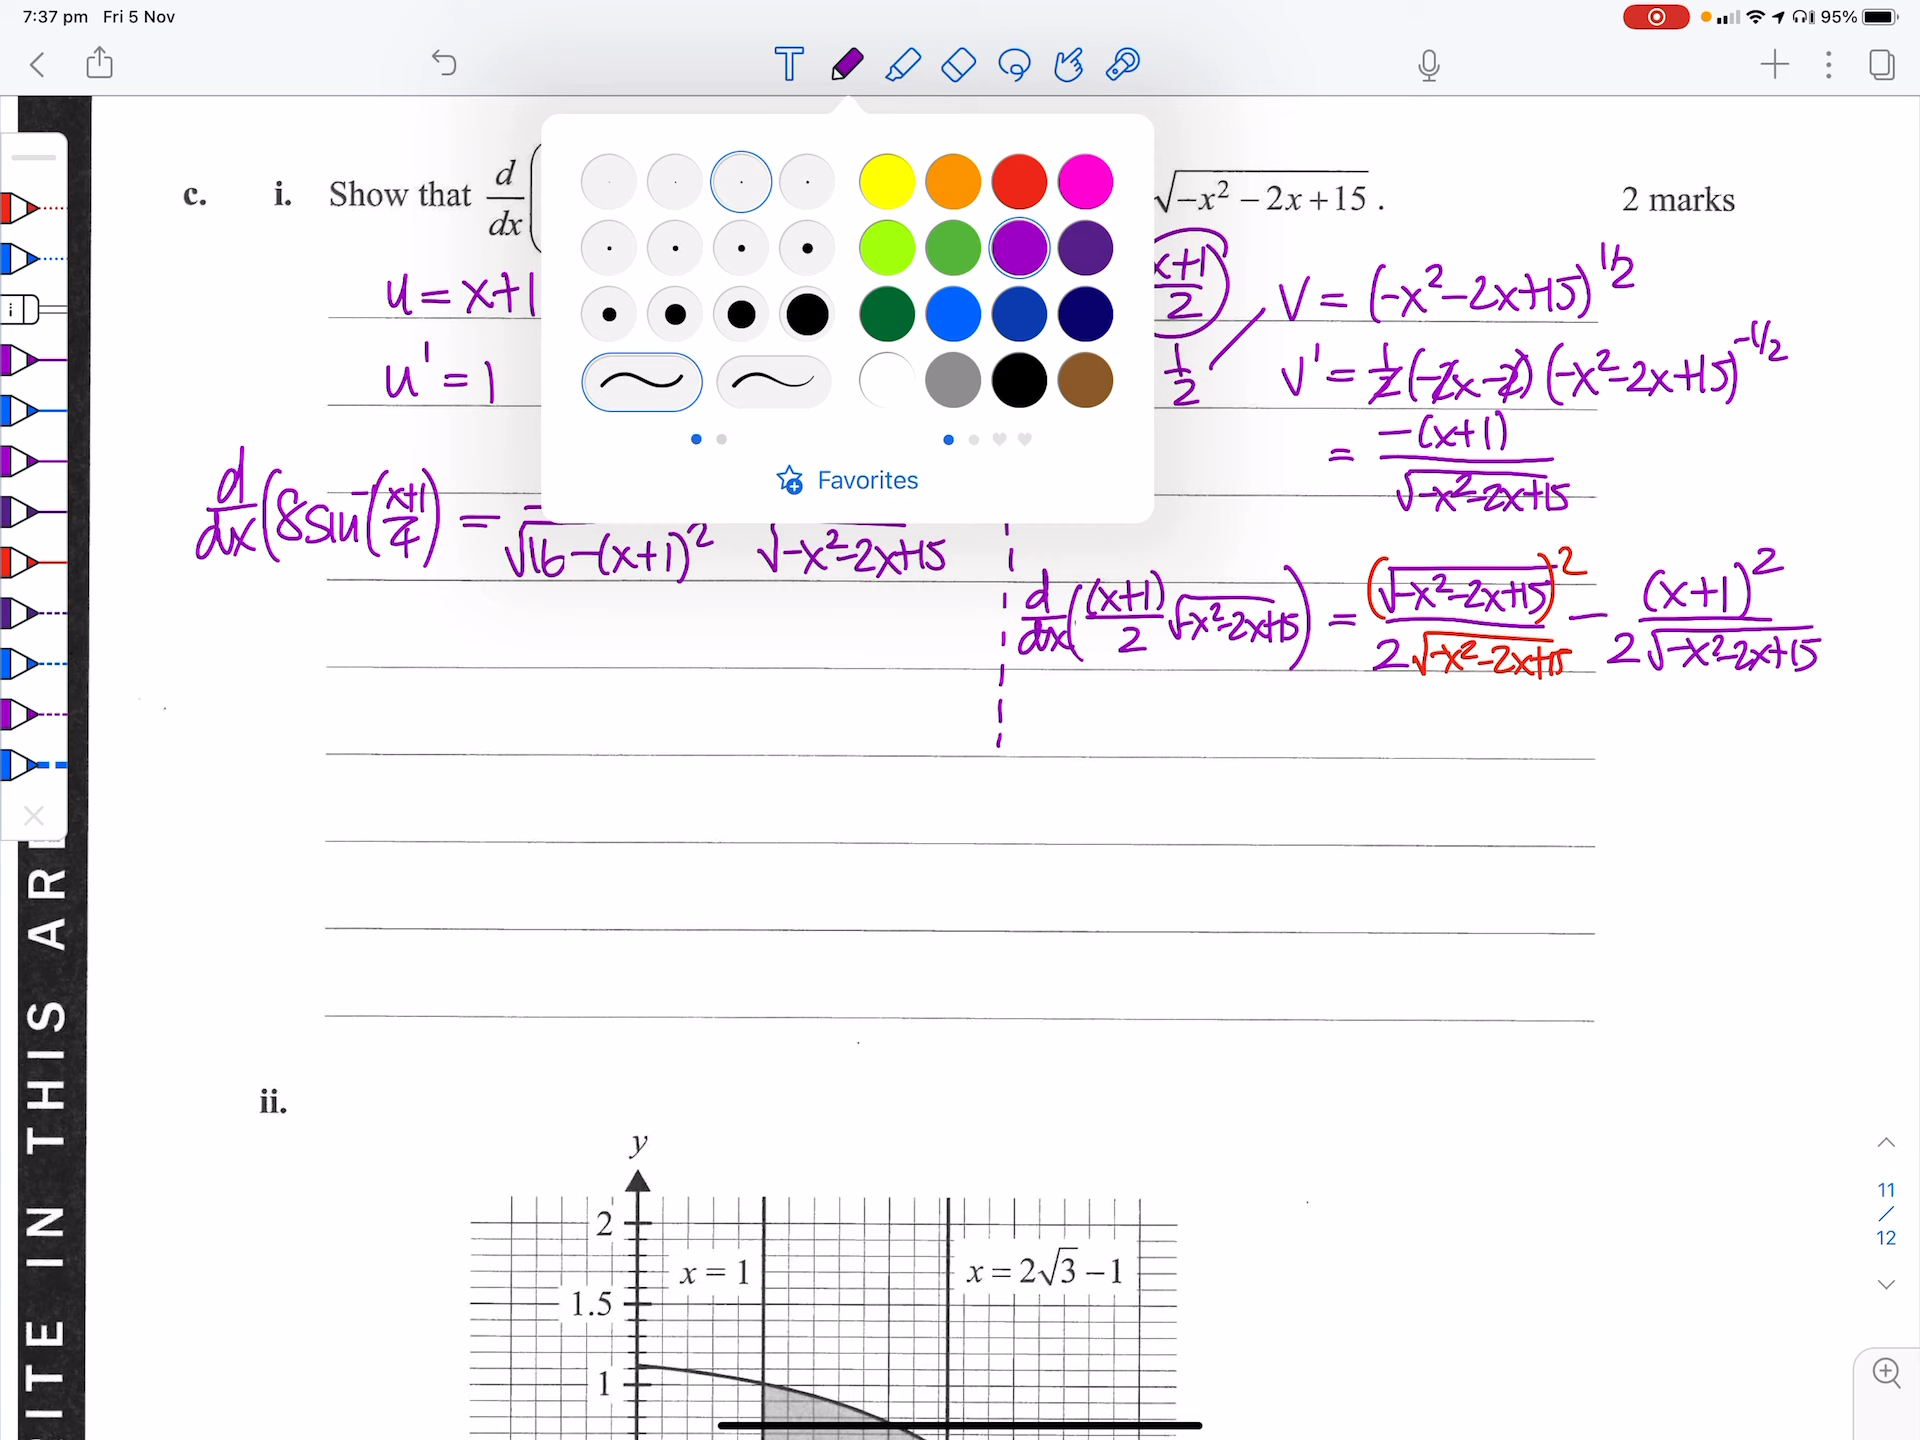 7:37 pm Fri 5 Nov 95%
T
c. i. Show that d/dx ( √(-x² - 2x + 15) . 2 marks
u = x+1 x+1)/2 V = (-x²-2x+15)^1/2
u' = 1 1/2 V' = 1/2 (-2x-2) (-x²-2x+15)^-1/2
= -(x+1)/√(-x²-2x+15)
Favorites
d/dx (8sin⁻¹(x+1)/4) = √(16-(x+1)²) √(-x²-2x+15)
d/dx((x+1)/2 √(-x²-2x+15)) = (√(-x²-2x+15))²/2√(-x²-2x+15) - (x+1)²/2√(-x²-2x+15)
ITE IN THIS AR
ii.
y
2
x = 1
x = 2√3 - 1
1.5
1
11
/
12